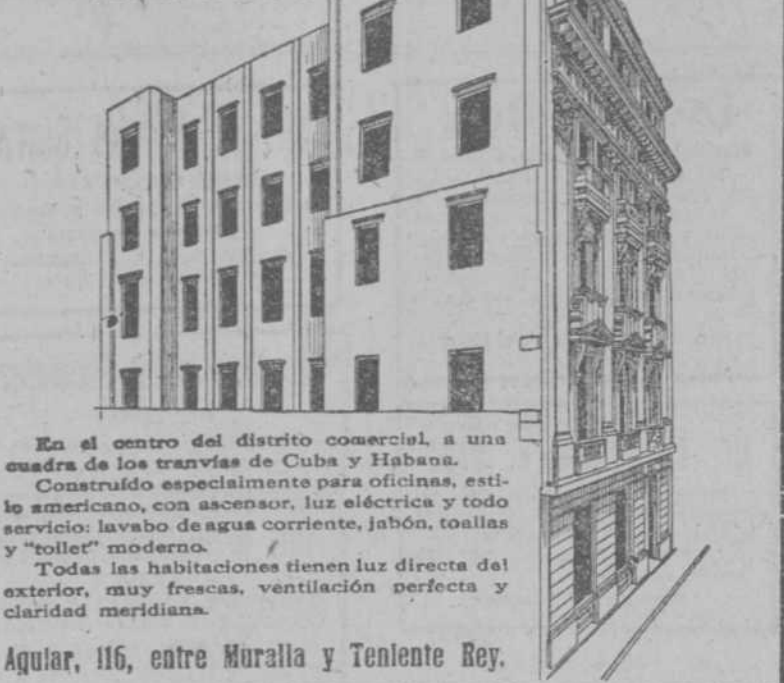 En el centro del distrito comercial, a una
cuadra de los tranvías de Cuba y Habana.
Construído especialmente para oficinas, esti-
lo americano, con ascensor, luz eléctrica y todo
servicio: lavabo de agua corriente, jabón, toallas
y "toilet" moderno.
Todas las habitaciones tienen luz directa del
exterior, muy frescas, ventilación perfecta y
claridad meridiana.
Aguiar, 116, entre Muralla y Teniente Rey.